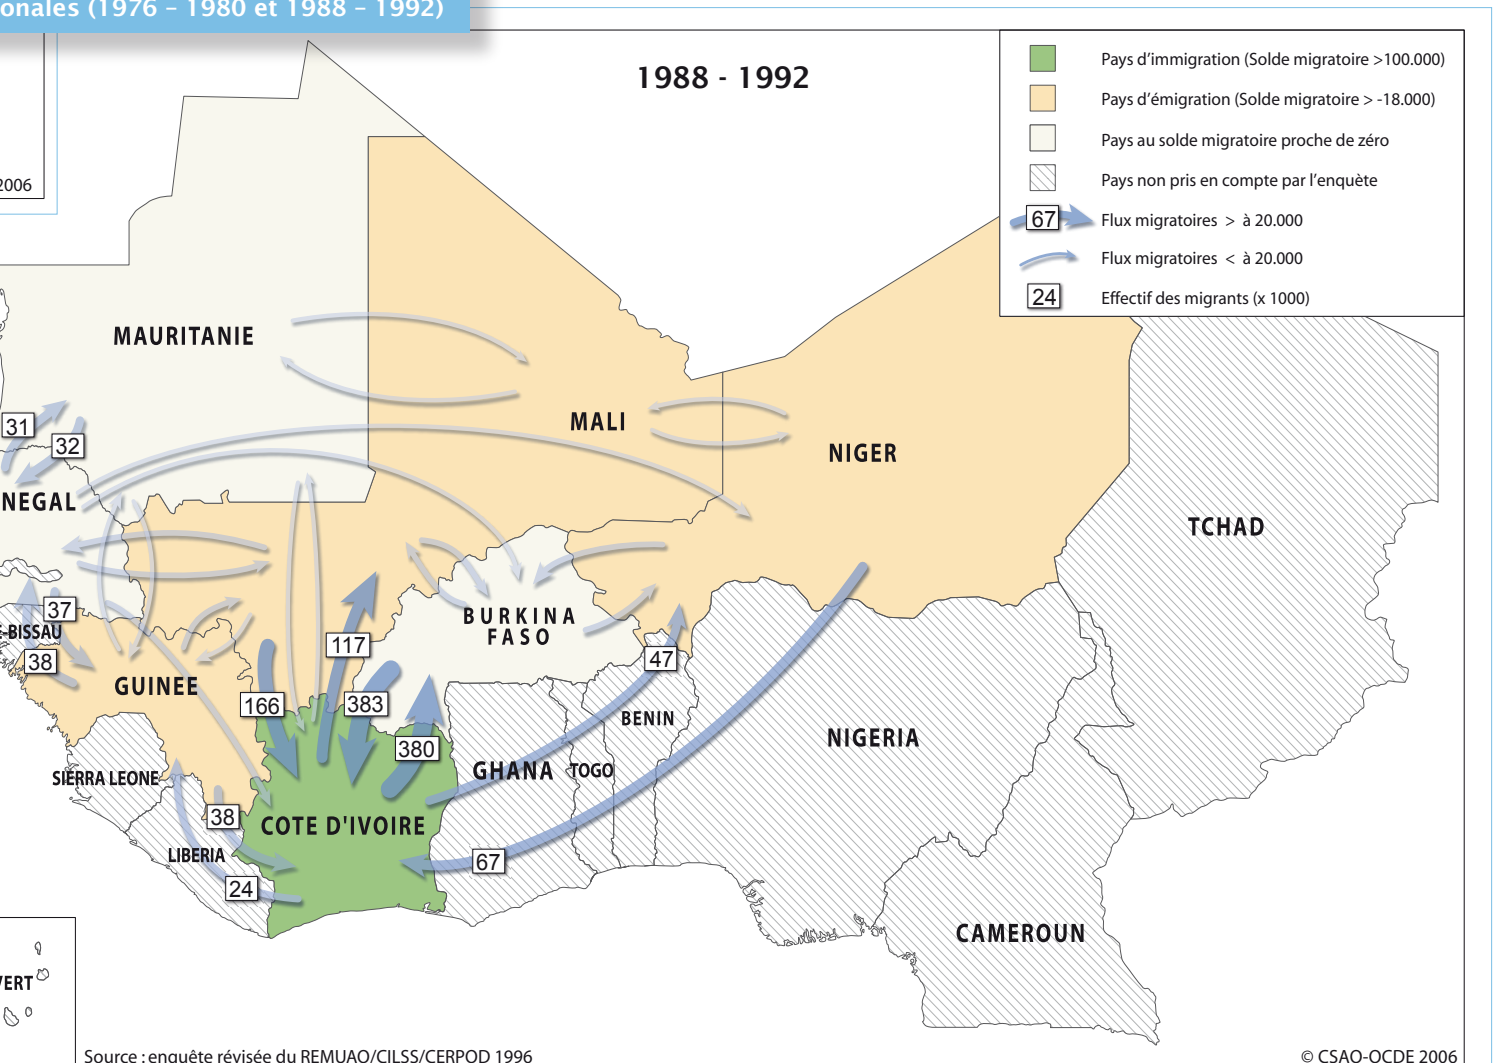 onales (1976 – 1980 et 1988 – 1992)
2006
1988 - 1992
Pays d’immigration (Solde migratoire >100.000)
Pays d’émigration (Solde migratoire > -18.000)
Pays au solde migratoire proche de zéro
Pays non pris en compte par l’enquète
67 Flux migratoires > à 20.000
Flux migratoires < à 20.000
24 Effectif des migrants (x 1000)
MAURITANIE
MALI
NIGER
31
32
NEGAL
TCHAD
37
E-BISSAU
38
BURKINA
FASO
117
47
GUINEE
166
383
BENIN
380
NIGERIA
SIERRA LEONE
GHANA
TOGO
38
COTE D'IVOIRE
LIBERIA
67
24
CAMEROUN
VERT
Source : enquête révisée du REMUAO/CILSS/CERPOD 1996
© CSAO-OCDE 2006